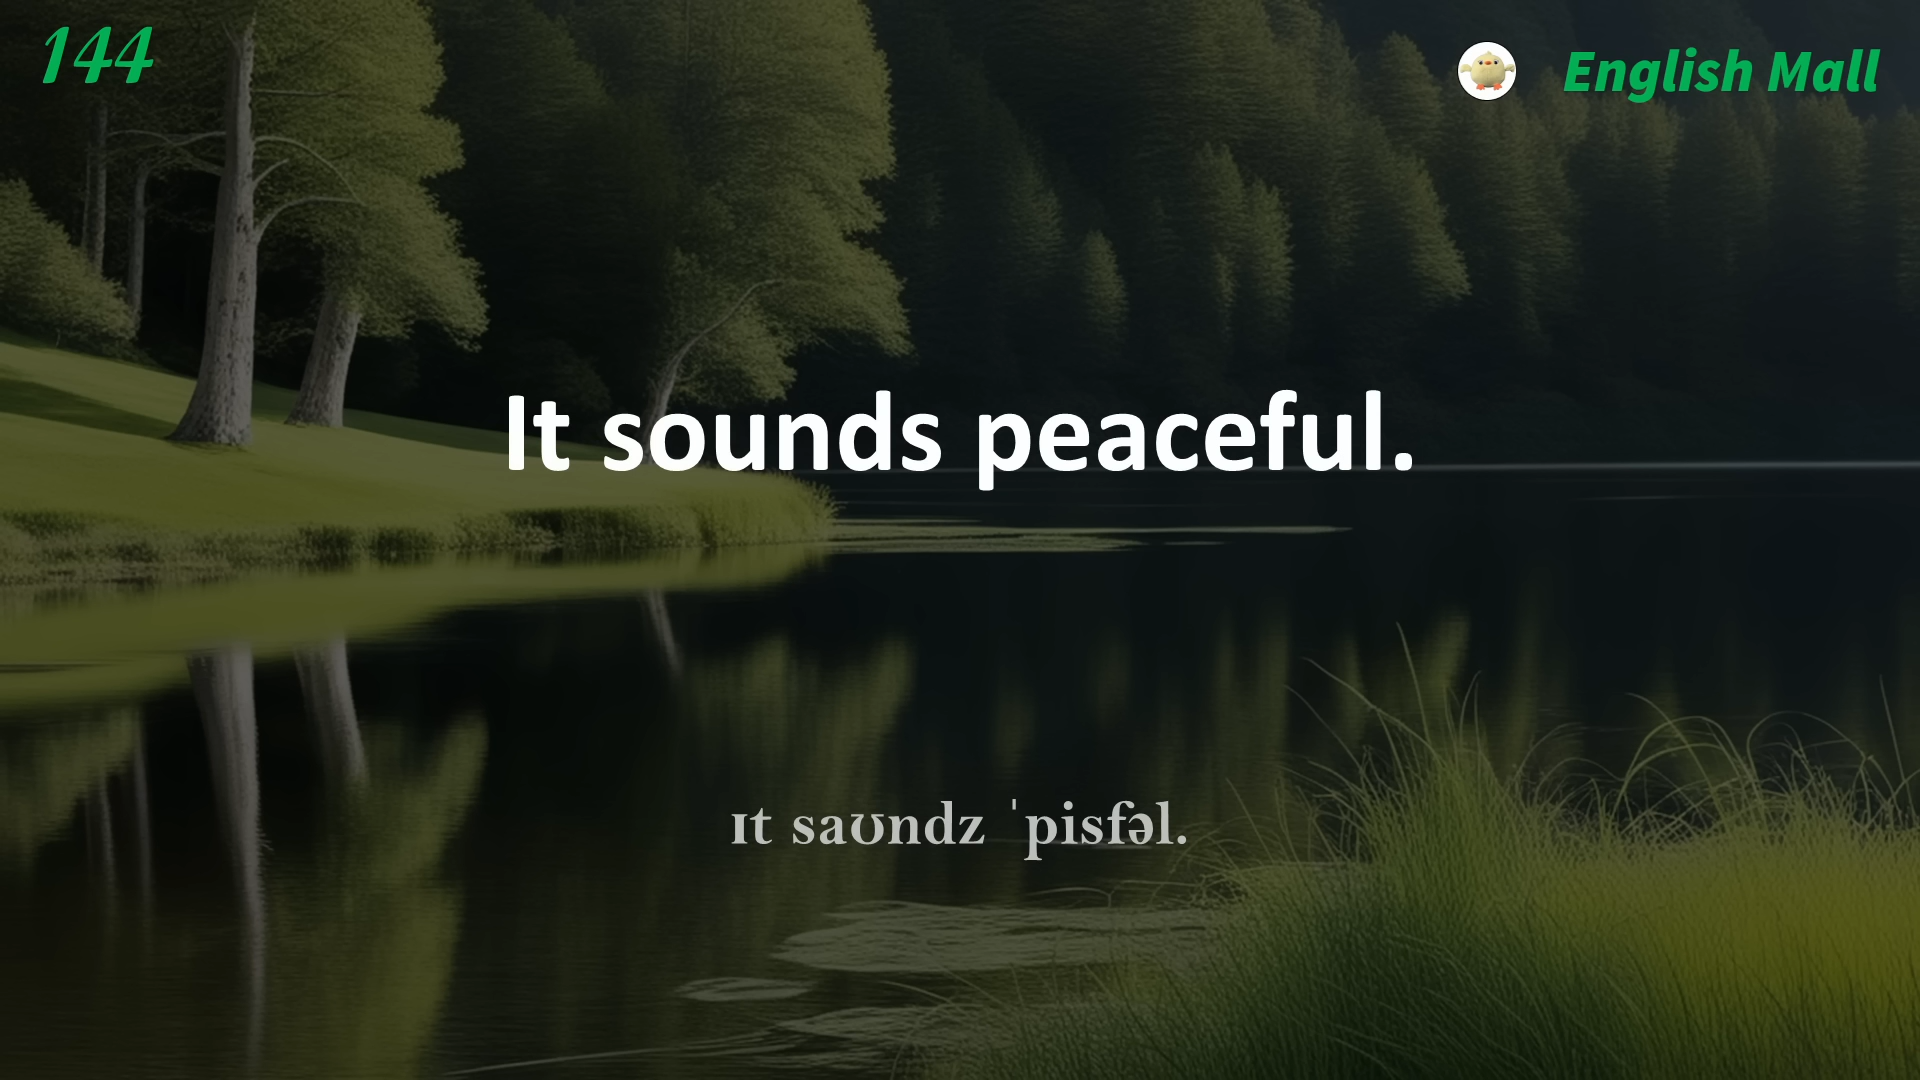 144
English Mall
It sounds peaceful.
ɪt saʊndz ˈpisfəl.